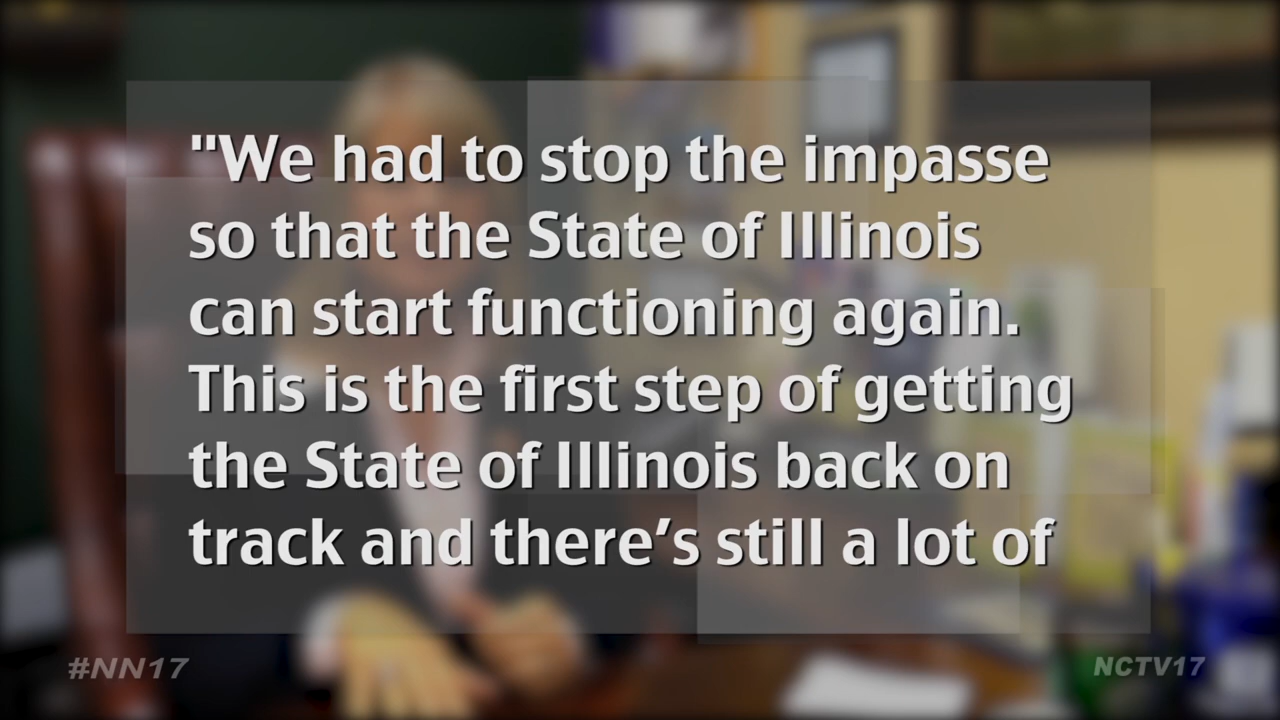 "We had to stop the impasse
so that the State of Illinois
can start functioning again.
This is the first step of getting
the State of Illinois back on
track and there’s still a lot of
#NN17
NCTV17